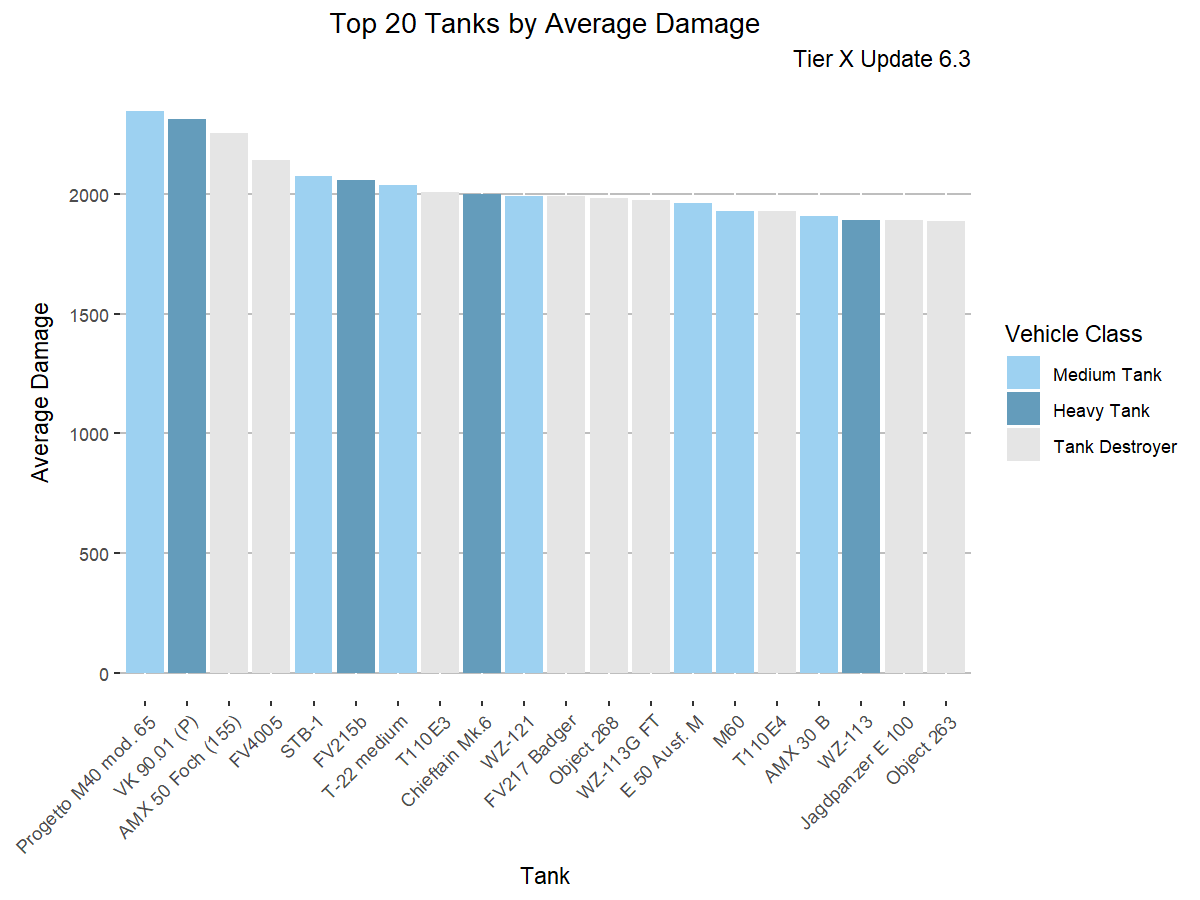 Top 20 Tanks by Average Damage
Tier X Update 6.3
Average Damage
2000
1500
1000
500
0
Progetto M40 mod. 65
VK 90.01 (P)
AMX 50 Foch (155)
FV4005
STB-1
FV215b
T-22 medium
T110E3
Chieftain Mk.6
WZ-121
FV217 Badger
Object 268
WZ-113G FT
E 50 Ausf. M
M60
T110E4
AMX 30 B
WZ-113
Jagdpanzer E 100
Object 263
Tank
Vehicle Class
Medium Tank
Heavy Tank
Tank Destroyer